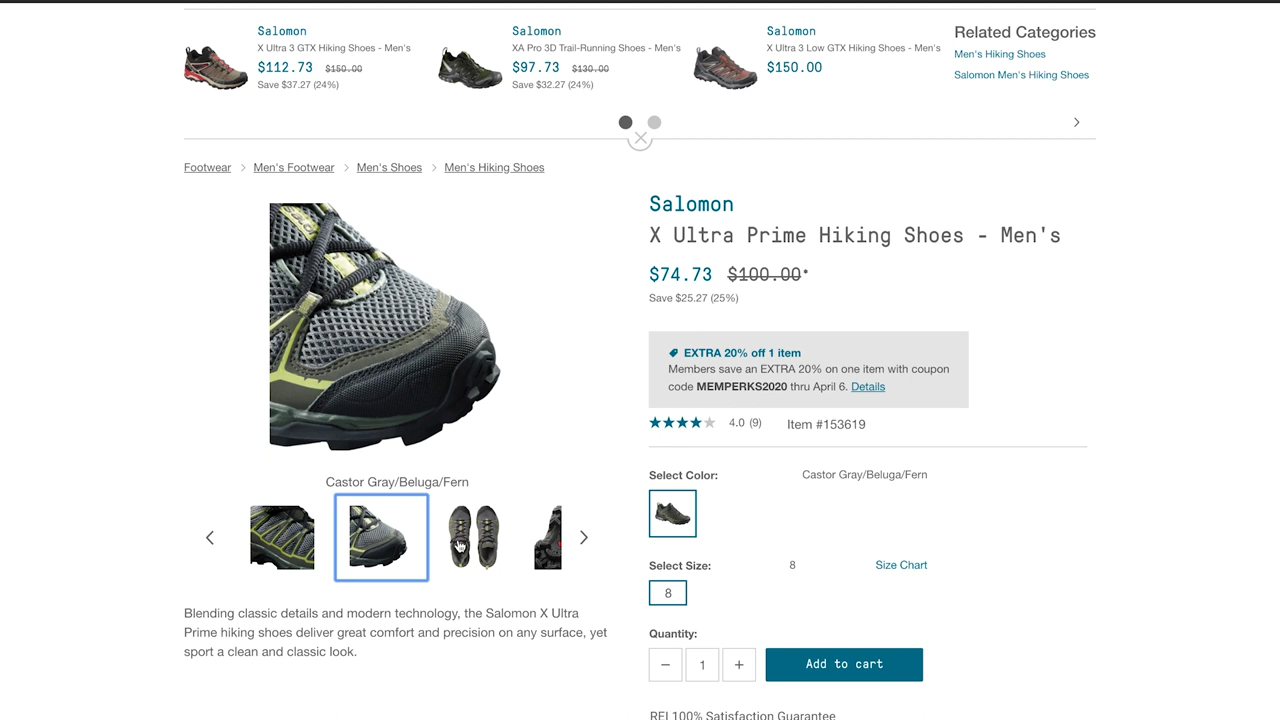 Salomon
X Ultra 3 GTX Hiking Shoes - Men's
$112.73 $150.00
Save $37.27 (24%)
Salomon
XA Pro 3D Trail-Running Shoes - Men's
$97.73 $130.00
Save $32.27 (24%)
Salomon
X Ultra 3 Low GTX Hiking Shoes - Men's
$150.00
Related Categories
Men's Hiking Shoes
Salomon Men's Hiking Shoes
Footwear > Men's Footwear > Men's Shoes > Men's Hiking Shoes
Castor Gray/Beluga/Fern
Blending classic details and modern technology, the Salomon X Ultra
Prime hiking shoes deliver great comfort and precision on any surface, yet
sport a clean and classic look.
Salomon
X Ultra Prime Hiking Shoes - Men's
$74.73 $100.00*
Save $25.27 (25%)
EXTRA 20% off 1 item
Members save an EXTRA 20% on one item with coupon
code MEMPERKS2020 thru April 6. Details
4.0 (9) Item #153619
Select Color: Castor Gray/Beluga/Fern
Select Size: 8 Size Chart
8
Quantity:
− 1 + Add to cart
REI 100% Satisfaction Guarantee